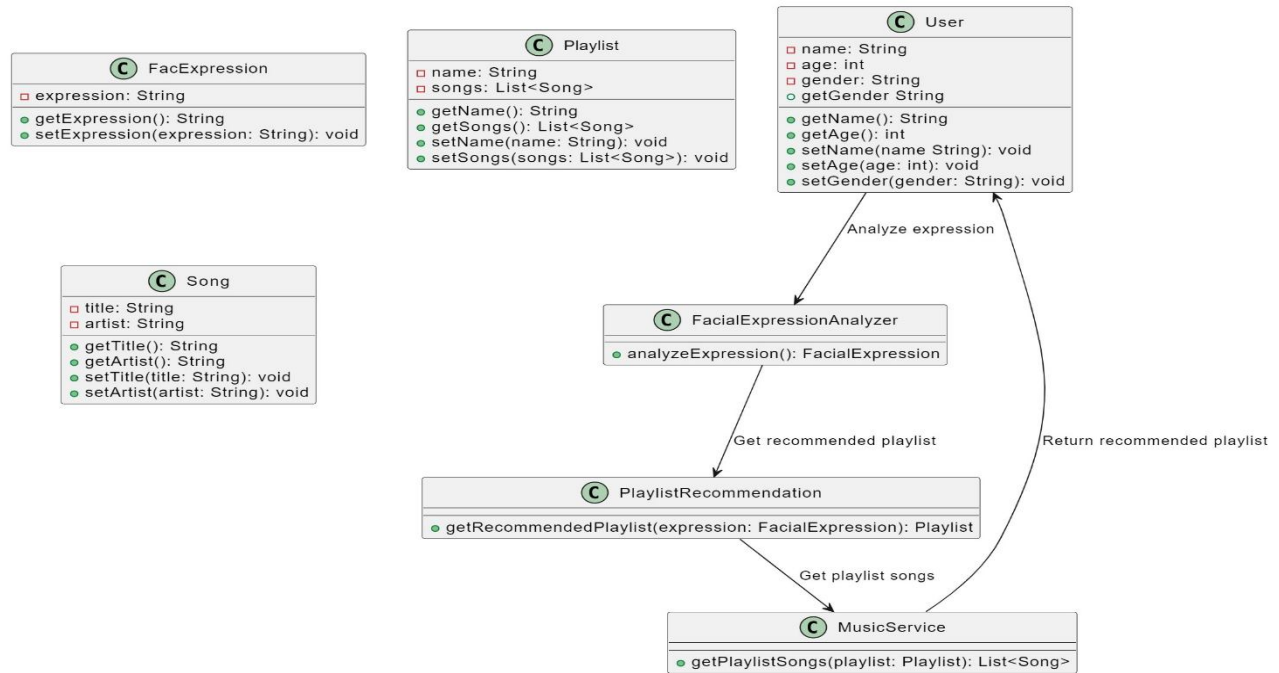 C FacExpression
expression: String
getExpression(): String
setExpression(expression: String): void
C Playlist
name: String
songs: List<Song>
getName(): String
getSongs(): List<Song>
setName(name: String): void
setSongs(songs: List<Song>): void
C User
name: String
age: int
gender: String
getGender String
getName(): String
getAge(): int
setName(name String): void
setAge(age: int): void
setGender(gender: String): void
Analyze expression
C Song
title: String
artist: String
getTitle(): String
getArtist(): String
setTitle(title: String): void
setArtist(artist: String): void
C FacialExpressionAnalyzer
analyzeExpression(): FacialExpression
Get recommended playlist
Return recommended playlist
C PlaylistRecommendation
getRecommendedPlaylist(expression: FacialExpression): Playlist
Get playlist songs
C MusicService
getPlaylistSongs(playlist: Playlist): List<Song>